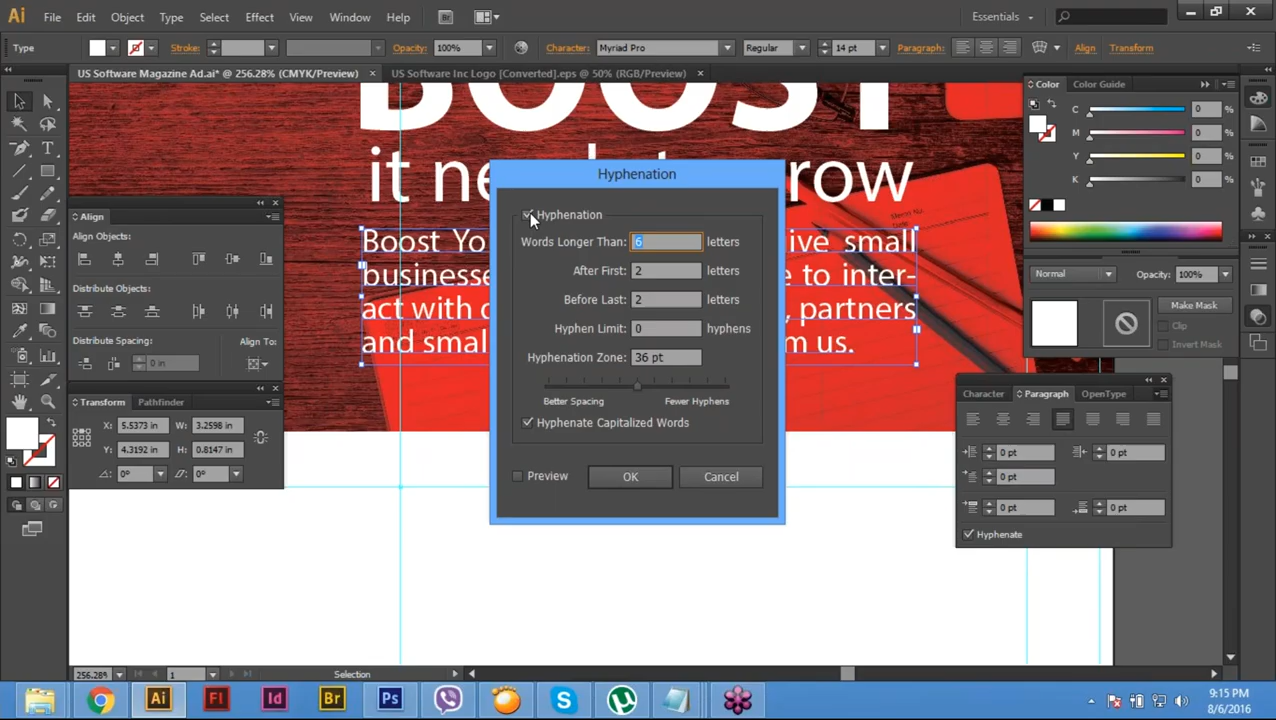 Ai File Edit Object Type Select Effect View Window Help Br Essentials
Type Stroke: Opacity: 100% Character: Myriad Pro Regular 14 pt Paragraph: Align Transform
US Software Magazine Ad.ai* @ 256.28% (CMYK/Preview) × US Software Inc Logo [Converted].eps @ 50% (RGB/Preview) ×
BOOST
it ne row
Boost Yo ive small
businesse e to inter-
act with , partners
and smal m us.
Hyphenation
Hyphenation
Words Longer Than: 6 letters
After First: 2 letters
Before Last: 2 letters
Hyphen Limit: 0 hyphens
Hyphenation Zone: 36 pt
Better Spacing Fewer Hyphens
Hyphenate Capitalized Words
Preview OK Cancel
Align
Align Objects:
Distribute Objects:
Distribute Spacing: Align To:
0 in
Transform Pathfinder
X: 5.5373 in W: 3.2598 in
Y: 4.3192 in H: 0.8147 in
0° 0°
Color Color Guide
C 0 %
M 0 %
Y 0 %
K 0 %
Normal Opacity: 100%
Make Mask
Clip
Invert Mask
Character Paragraph OpenType
0 pt 0 pt
0 pt
0 pt 0 pt
Hyphenate
256.28% 1 Selection
Ai Fl Id Br Ps S
9:15 PM
8/6/2016